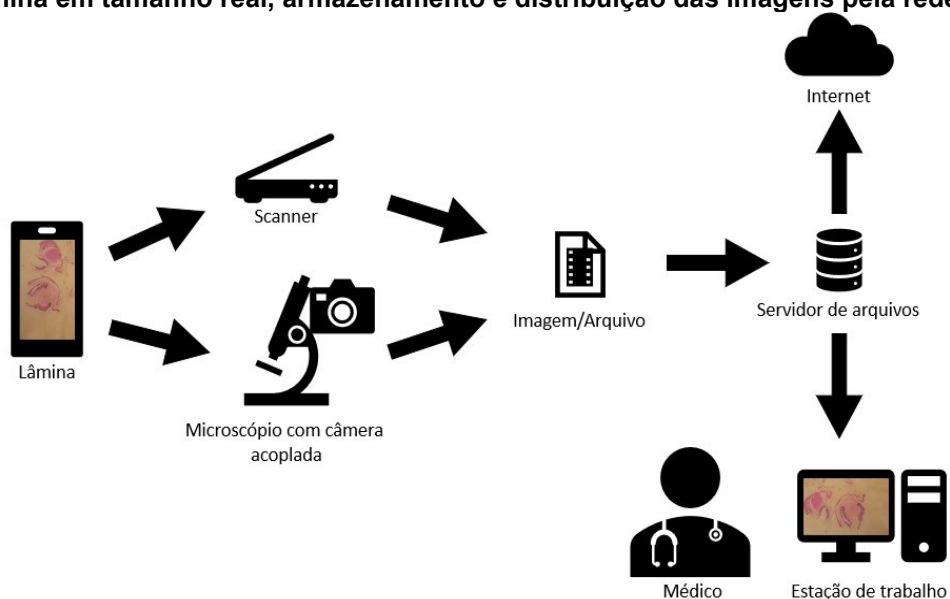 em tamanho real, armazenamento e distribuição das imagens pela rede
Internet
Scanner
Lâmina
Microscópio com câmera
acoplada
Imagem/Arquivo
Servidor de arquivos
Médico
Estação de trabalho